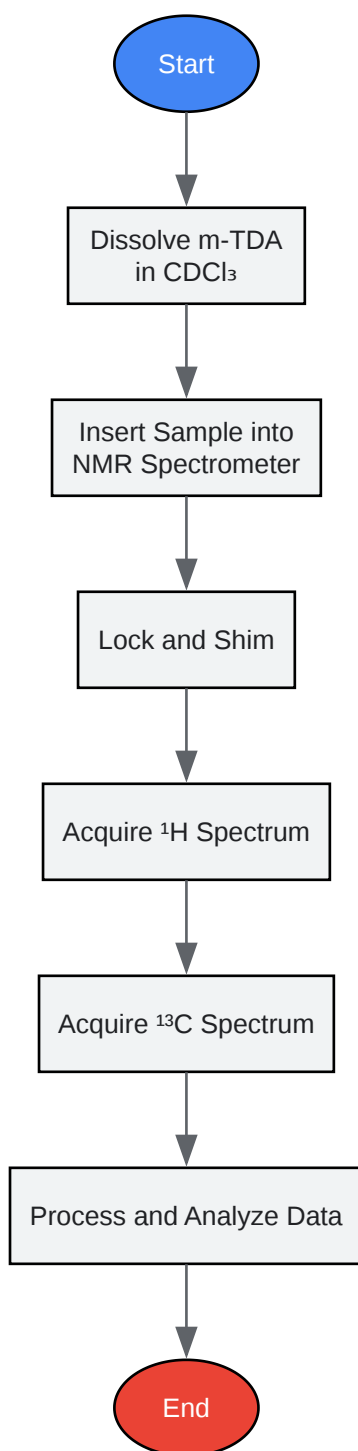 Start
Dissolve m-TDA
in CDCl₃
Insert Sample into
NMR Spectrometer
Lock and Shim
Acquire ¹H Spectrum
Acquire ¹³C Spectrum
Process and Analyze Data
End